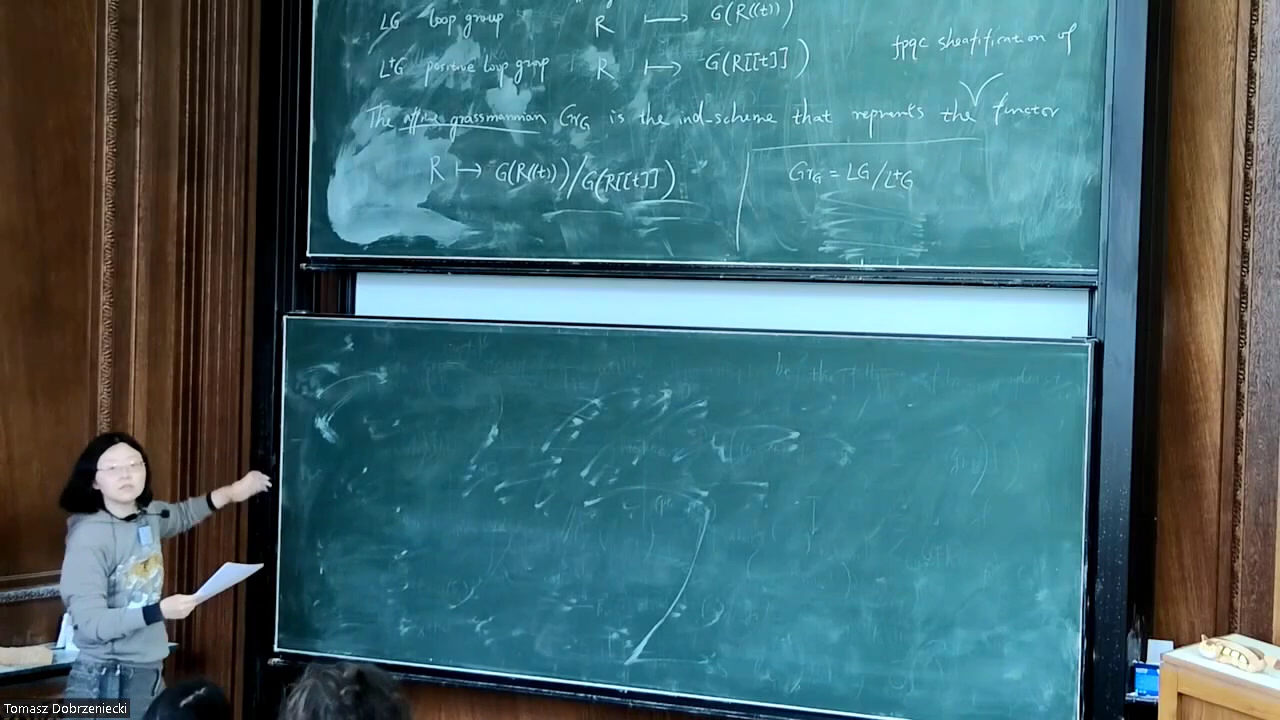 LG loop group R ⟼ G(R((t)))
L⁺G positive loop group R ⟼ G(R[[t]])
fpqc sheafification of
The affine grassmannian Gr_G is the ind-scheme that represents the functor
R ⟼ G(R((t)))/G(R[[t]])
Gr_G = LG/L⁺G
Tomasz Dobrzeniecki